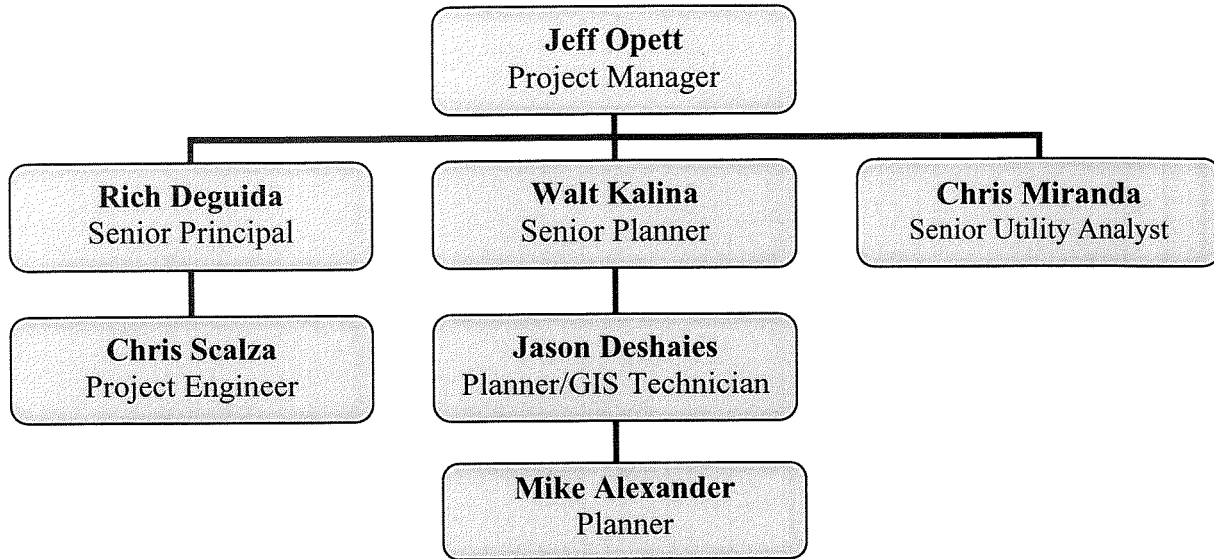 Jeff Opett
Project Manager
Rich Deguida
Senior Principal
Walt Kalina
Senior Planner
Chris Miranda
Senior Utility Analyst
Chris Scalza
Project Engineer
Jason Deshaies
Planner/GIS Technician
Mike Alexander
Planner